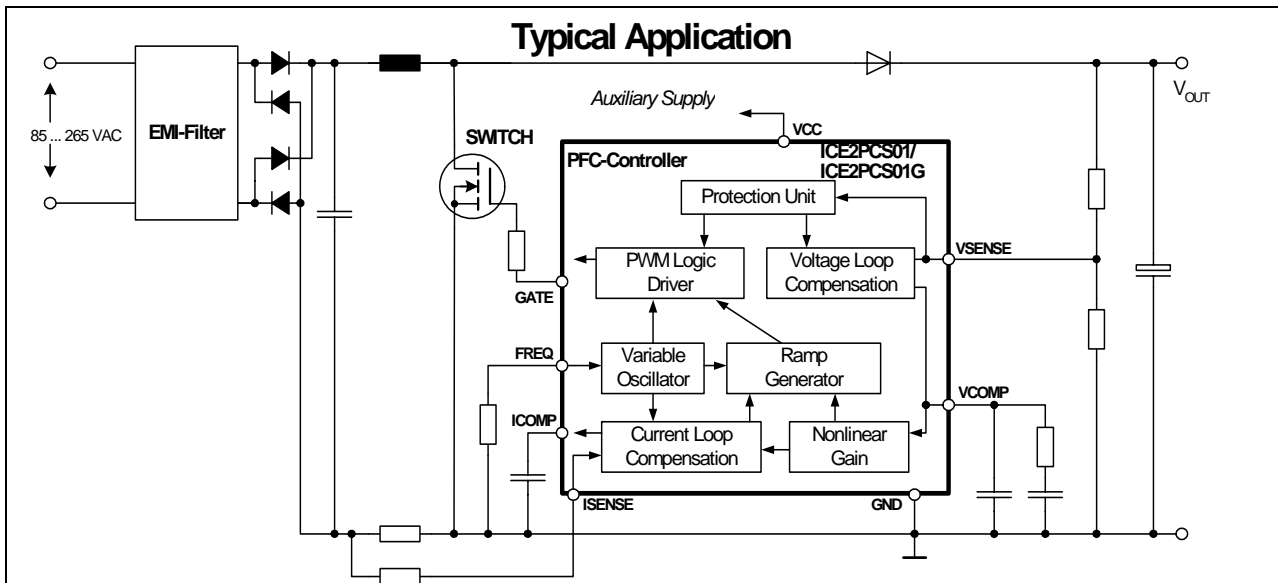 Typical Application
85 ... 265 VAC
EMI-Filter
SWITCH
Auxiliary Supply
VCC
VOUT
PFC-Controller
ICE2PCS01/
ICE2PCS01G
Protection Unit
PWM Logic
Driver
Voltage Loop
Compensation
VSENSE
GATE
FREQ
Variable
Oscillator
Ramp
Generator
VCOMP
ICOMP
Current Loop
Compensation
Nonlinear
Gain
ISENSE
GND